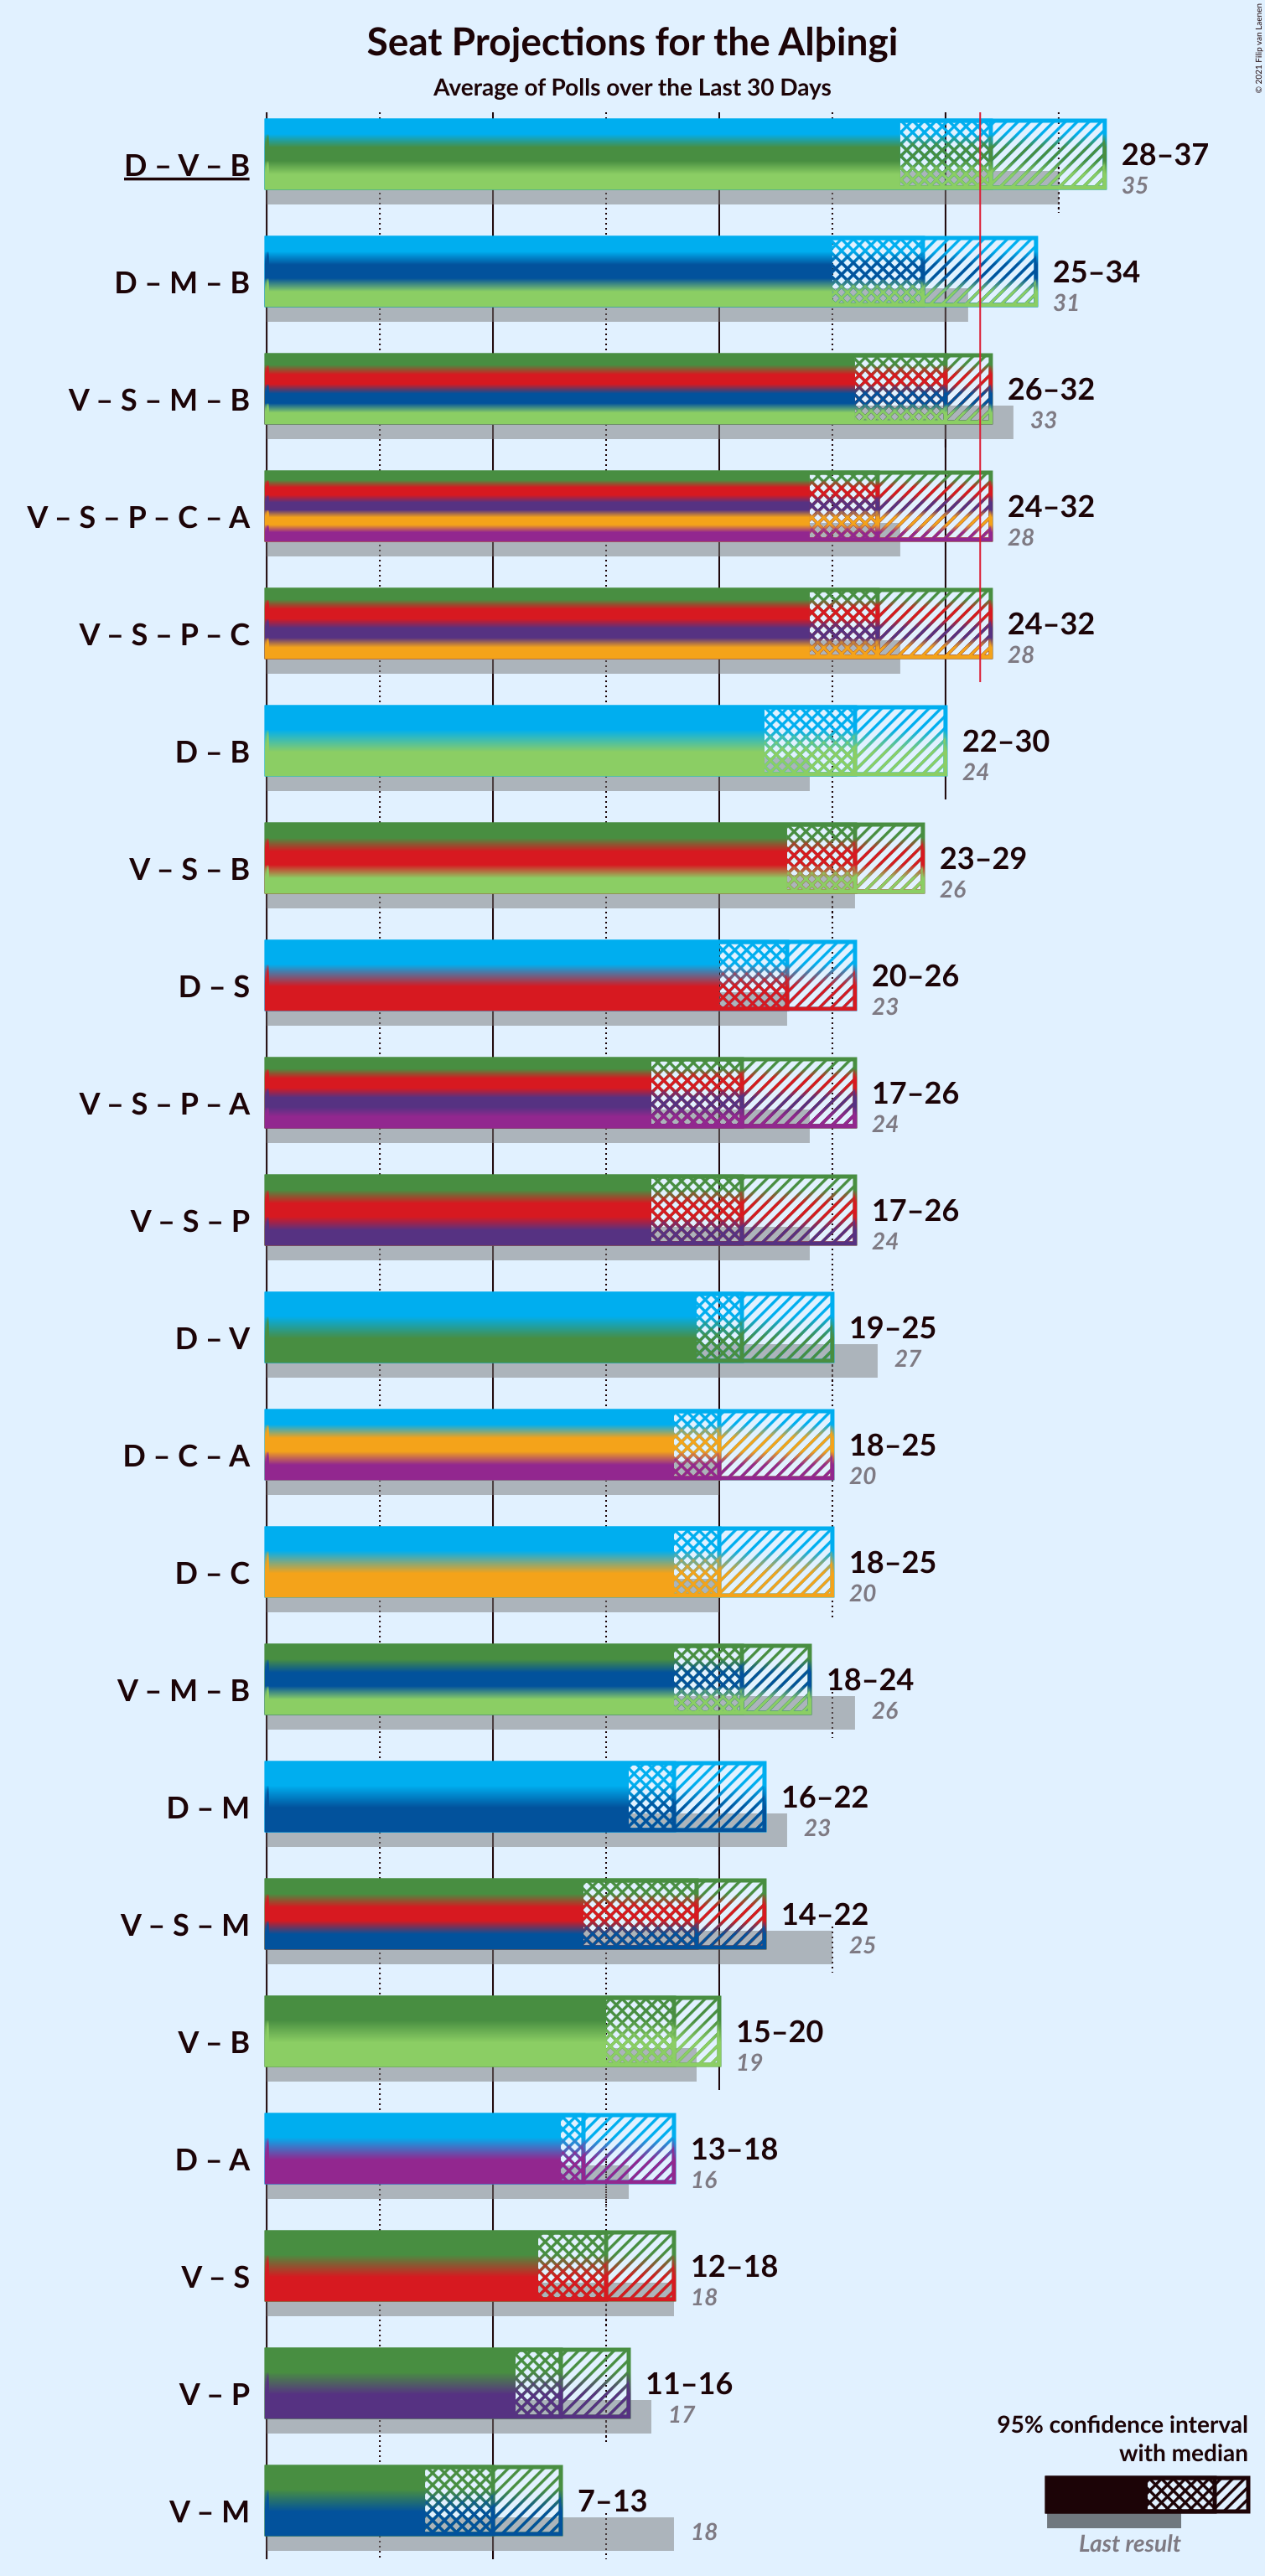 Seat Projections for the Alþingi
Average of Polls over the Last 30 Days
© 2021 Filip van Laenen
D – V – B
28–37
35
D – M – B
25–34
31
V – S – M – B
26–32
33
V – S – P – C – A
24–32
28
V – S – P – C
24–32
28
D – B
22–30
24
V – S – B
23–29
26
D – S
20–26
23
V – S – P – A
17–26
24
V – S – P
17–26
24
D – V
19–25
27
D – C – A
18–25
20
D – C
18–25
20
V – M – B
18–24
26
D – M
16–22
23
V – S – M
14–22
25
V – B
15–20
19
D – A
13–18
16
V – S
12–18
18
V – P
11–16
17
V – M
7–13
18
95% confidence interval
with median
Last result